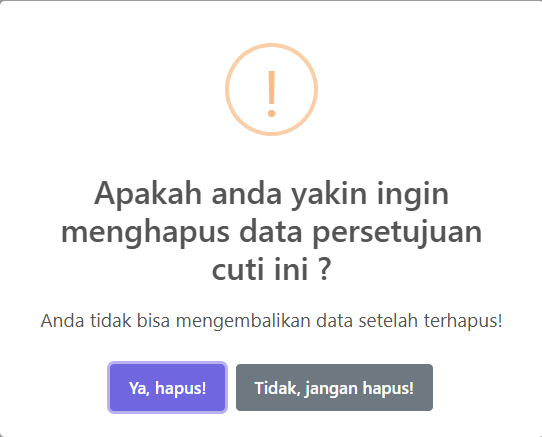 Apakah anda yakin ingin
menghapus data persetujuan
cuti ini ?
Anda tidak bisa mengembalikan data setelah terhapus!
Ya, hapus!
Tidak, jangan hapus!